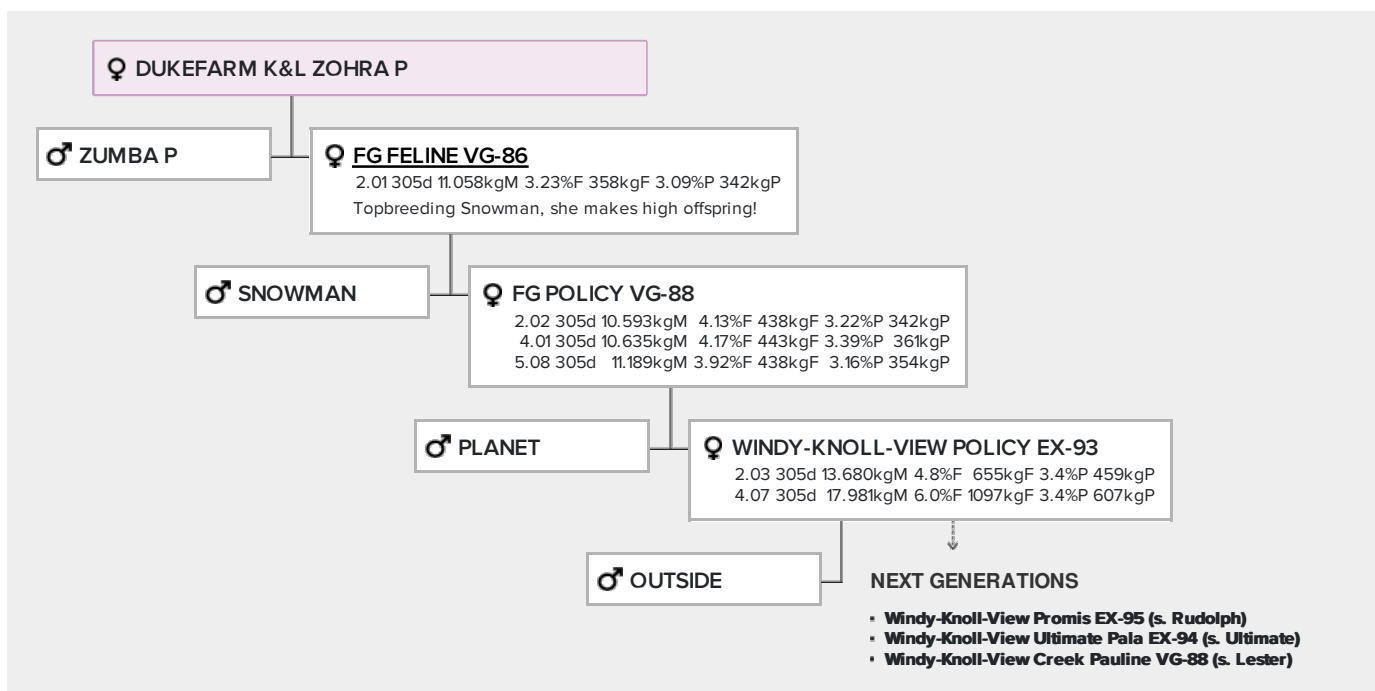 ♀ DUKEFARM K&L ZOHRA P
♂ ZUMBA P
♀ FG FELINE VG-86
2.01 305d 11.058kgM 3.23%F 358kgF 3.09%P 342kgP
Topbreeding Snowman, she makes high offspring!
♂ SNOWMAN
♀ FG POLICY VG-88
2.02 305d 10.593kgM 4.13%F 438kgF 3.22%P 342kgP
4.01 305d 10.635kgM 4.17%F 443kgF 3.39%P 361kgP
5.08 305d 11.189kgM 3.92%F 438kgF 3.16%P 354kgP
♂ PLANET
♀ WINDY-KNOLL-VIEW POLICY EX-93
2.03 305d 13.680kgM 4.8%F 655kgF 3.4%P 459kgP
4.07 305d 17.981kgM 6.0%F 1097kgF 3.4%P 607kgP
♂ OUTSIDE
NEXT GENERATIONS
• Windy-Knoll-View Promis EX-95 (s. Rudolph)
• Windy-Knoll-View Ultimate Pala EX-94 (s. Ultimate)
• Windy-Knoll-View Creek Pauline VG-88 (s. Lester)